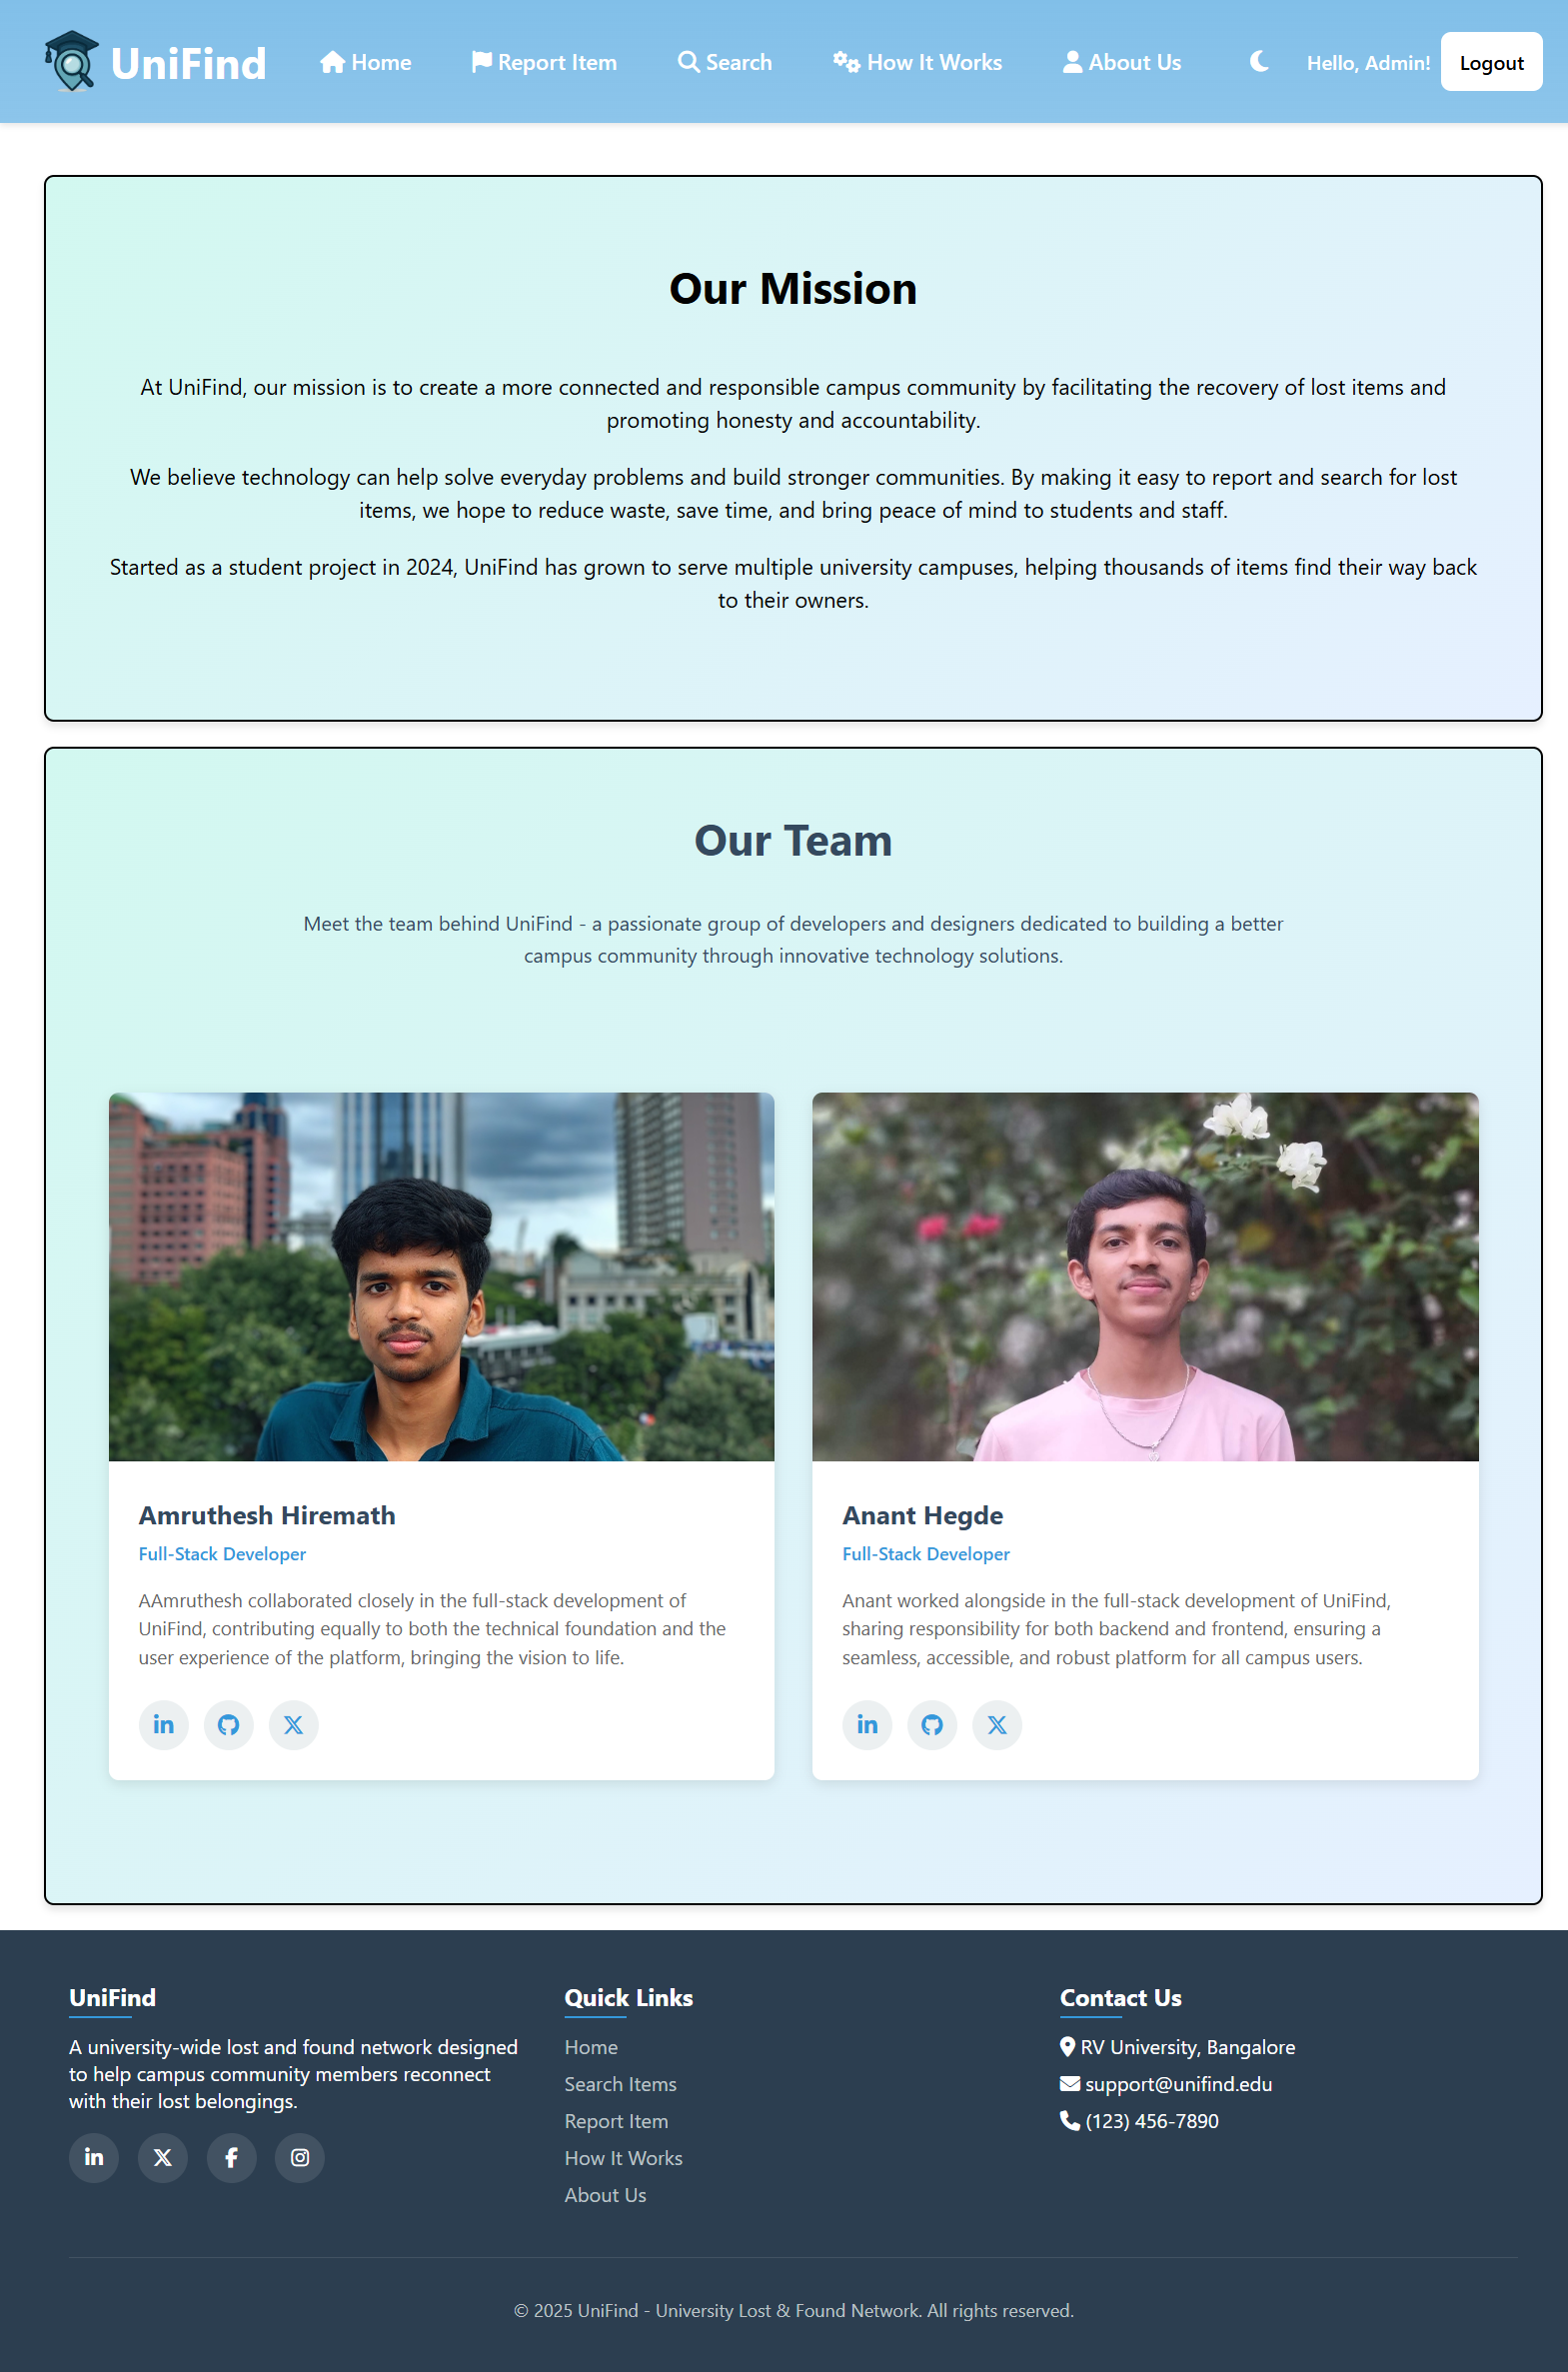 UniFind
Home
Report Item
Search
How It Works
About Us
Hello, Admin!
Logout
Our Mission
At UniFind, our mission is to create a more connected and responsible campus community by facilitating the recovery of lost items and
promoting honesty and accountability.
We believe technology can help solve everyday problems and build stronger communities. By making it easy to report and search for lost
items, we hope to reduce waste, save time, and bring peace of mind to students and staff.
Started as a student project in 2024, UniFind has grown to serve multiple university campuses, helping thousands of items find their way back
to their owners.
Our Team
Meet the team behind UniFind - a passionate group of developers and designers dedicated to building a better
campus community through innovative technology solutions.
Amruthesh Hiremath
Full-Stack Developer
AAmruthesh collaborated closely in the full-stack development of
UniFind, contributing equally to both the technical foundation and the
user experience of the platform, bringing the vision to life.
Anant Hegde
Full-Stack Developer
Anant worked alongside in the full-stack development of UniFind,
sharing responsibility for both backend and frontend, ensuring a
seamless, accessible, and robust platform for all campus users.
UniFind
A university-wide lost and found network designed
to help campus community members reconnect
with their lost belongings.
Quick Links
Home
Search Items
Report Item
How It Works
About Us
Contact Us
RV University, Bangalore
support@unifind.edu
(123) 456-7890
© 2025 UniFind - University Lost & Found Network. All rights reserved.